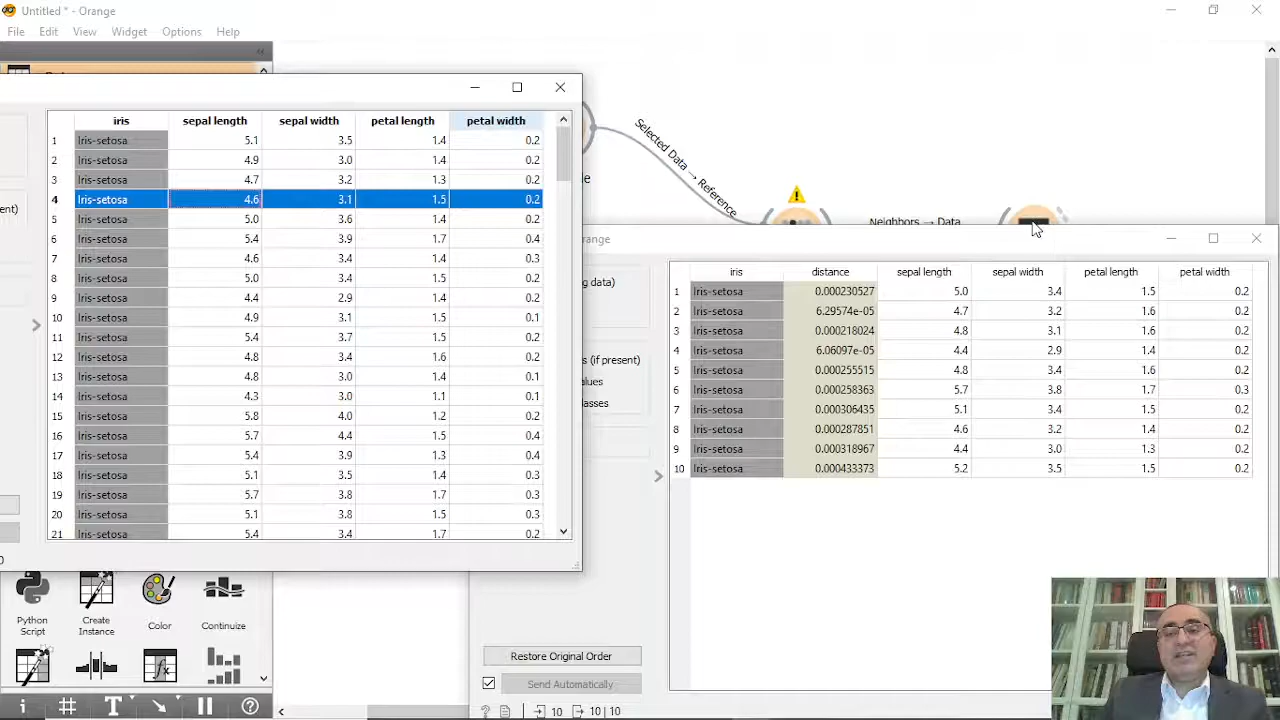 Untitled * - Orange
File Edit View Widget Options Help
iris sepal length sepal width petal length petal width
1 Iris-setosa 5.1 3.5 1.4 0.2
2 Iris-setosa 4.9 3.0 1.4 0.2
3 Iris-setosa 4.7 3.2 1.3 0.2
4 Iris-setosa 4.6 3.1 1.5 0.2
5 Iris-setosa 5.0 3.6 1.4 0.2
6 Iris-setosa 5.4 3.9 1.7 0.4
7 Iris-setosa 4.6 3.4 1.4 0.3
8 Iris-setosa 5.0 3.4 1.5 0.2
9 Iris-setosa 4.4 2.9 1.4 0.2
10 Iris-setosa 4.9 3.1 1.5 0.1
11 Iris-setosa 5.4 3.7 1.5 0.2
12 Iris-setosa 4.8 3.4 1.6 0.2
13 Iris-setosa 4.8 3.0 1.4 0.1
14 Iris-setosa 4.3 3.0 1.1 0.1
15 Iris-setosa 5.8 4.0 1.2 0.2
16 Iris-setosa 5.7 4.4 1.5 0.4
17 Iris-setosa 5.4 3.9 1.3 0.4
18 Iris-setosa 5.1 3.5 1.4 0.3
19 Iris-setosa 5.7 3.8 1.7 0.3
20 Iris-setosa 5.1 3.8 1.5 0.3
21 Iris-setosa 5.4 3.4 1.7 0.2
ent)
Selected Data → Reference
Neighbors → Data
range
g data)
s (if present)
alues
asses
iris distance sepal length sepal width petal length petal width
1 Iris-setosa 0.000230527 5.0 3.4 1.5 0.2
2 Iris-setosa 6.29574e-05 4.7 3.2 1.6 0.2
3 Iris-setosa 0.000218024 4.8 3.1 1.6 0.2
4 Iris-setosa 6.06097e-05 4.4 2.9 1.4 0.2
5 Iris-setosa 0.000255515 4.8 3.4 1.6 0.2
6 Iris-setosa 0.000258363 5.7 3.8 1.7 0.3
7 Iris-setosa 0.000306435 5.1 3.4 1.5 0.2
8 Iris-setosa 0.000287851 4.6 3.2 1.4 0.2
9 Iris-setosa 0.000318967 4.4 3.0 1.3 0.2
10 Iris-setosa 0.000433373 5.2 3.5 1.5 0.2
Python Script
Create Instance
Color
Continuize
Restore Original Order
Send Automatically
10 10 | 10